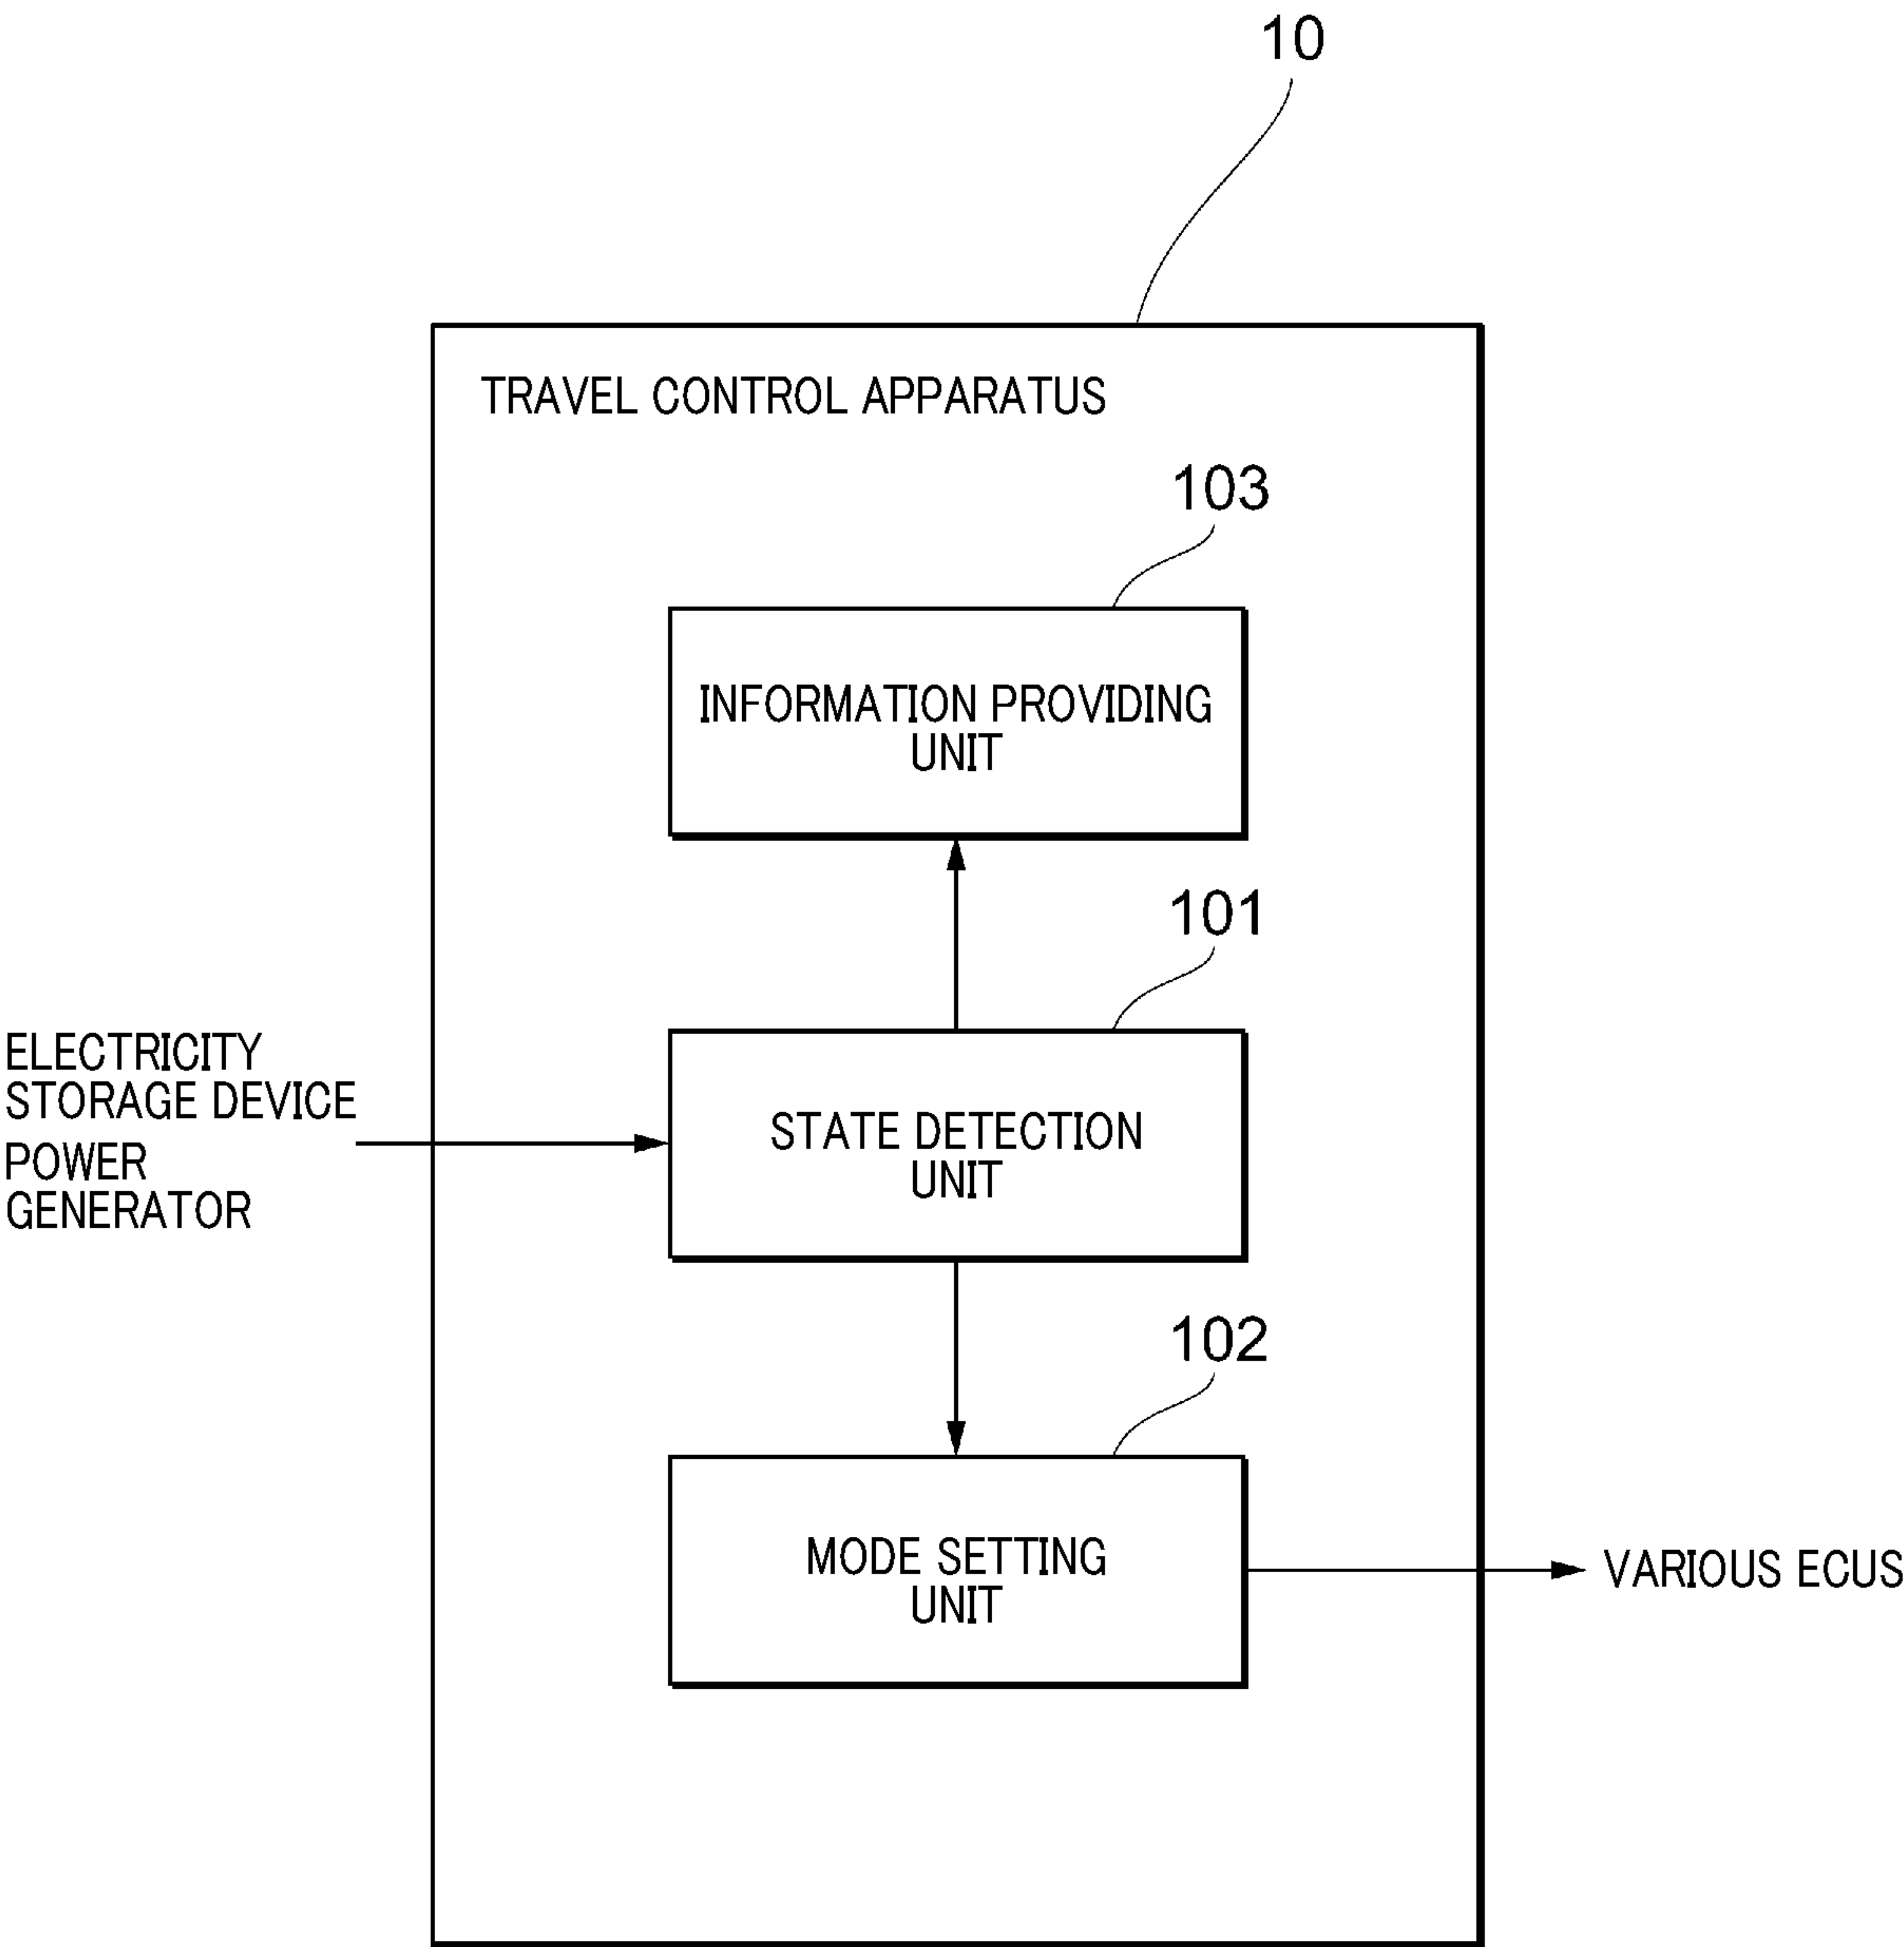 10
TRAVEL CONTROL APPARATUS
103
INFORMATION PROVIDING
UNIT
101
ELECTRICITY
STORAGE DEVICE
POWER
GENERATOR
STATE DETECTION
UNIT
102
MODE SETTING
UNIT
VARIOUS ECUS